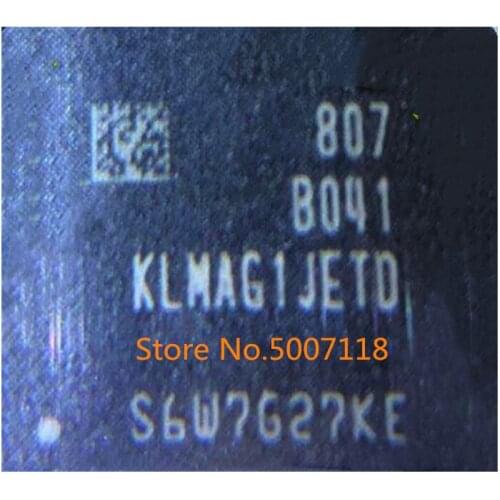 807
B041
KLMAG1JETD
Store No.5007118
S6W7G27KE